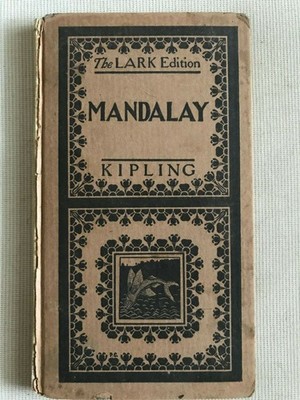 The LARK Edition
MANDALAY
KIPLING